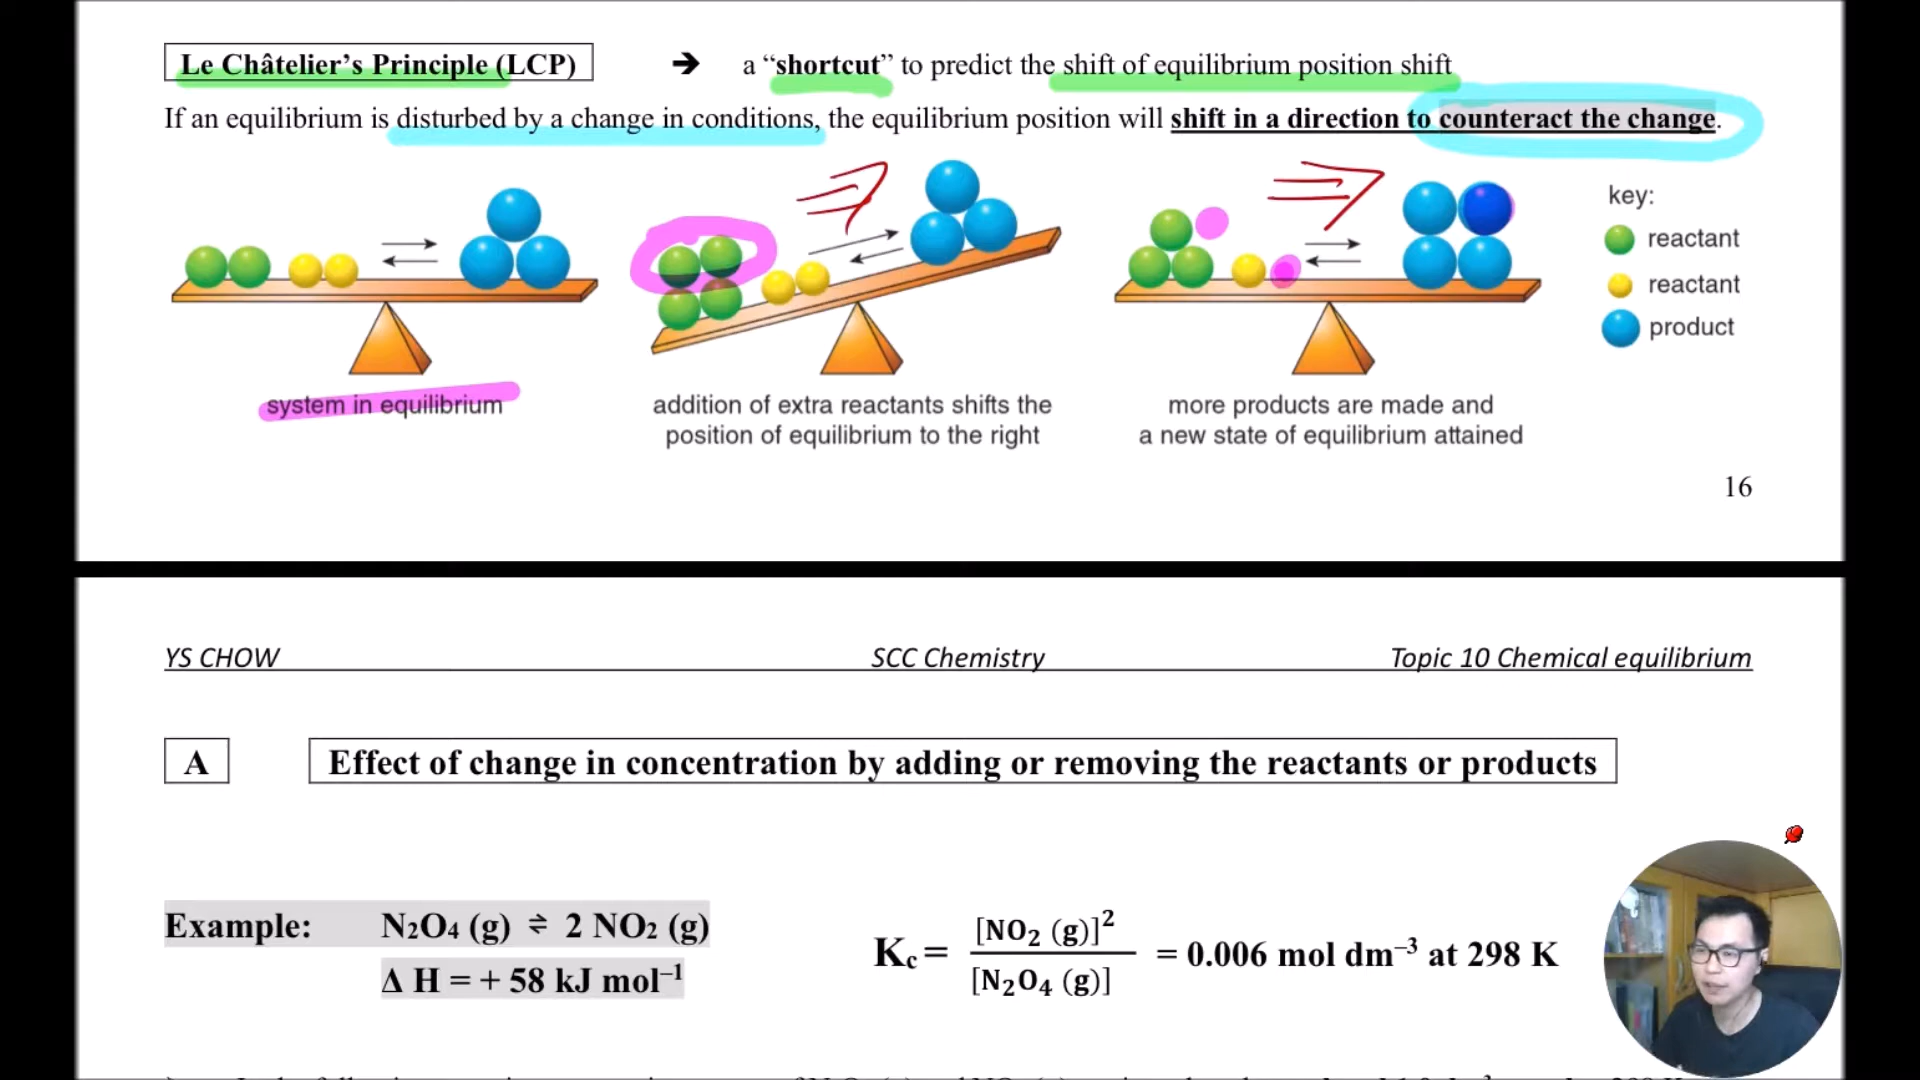 Le Châtelier’s Principle (LCP) ➔ a “shortcut” to predict the shift of equilibrium position shift
If an equilibrium is disturbed by a change in conditions, the equilibrium position will shift in a direction to counteract the change.
key:
reactant
reactant
product
system in equilibrium
addition of extra reactants shifts the
position of equilibrium to the right
more products are made and
a new state of equilibrium attained
16
YS CHOW SCC Chemistry Topic 10 Chemical equilibrium
A Effect of change in concentration by adding or removing the reactants or products
Example: N₂O₄ (g) ⇌ 2 NO₂ (g)
Δ H = + 58 kJ mol⁻¹
K꜀ = [NO₂ (g)]² / [N₂O₄ (g)] = 0.006 mol dm⁻³ at 298 K